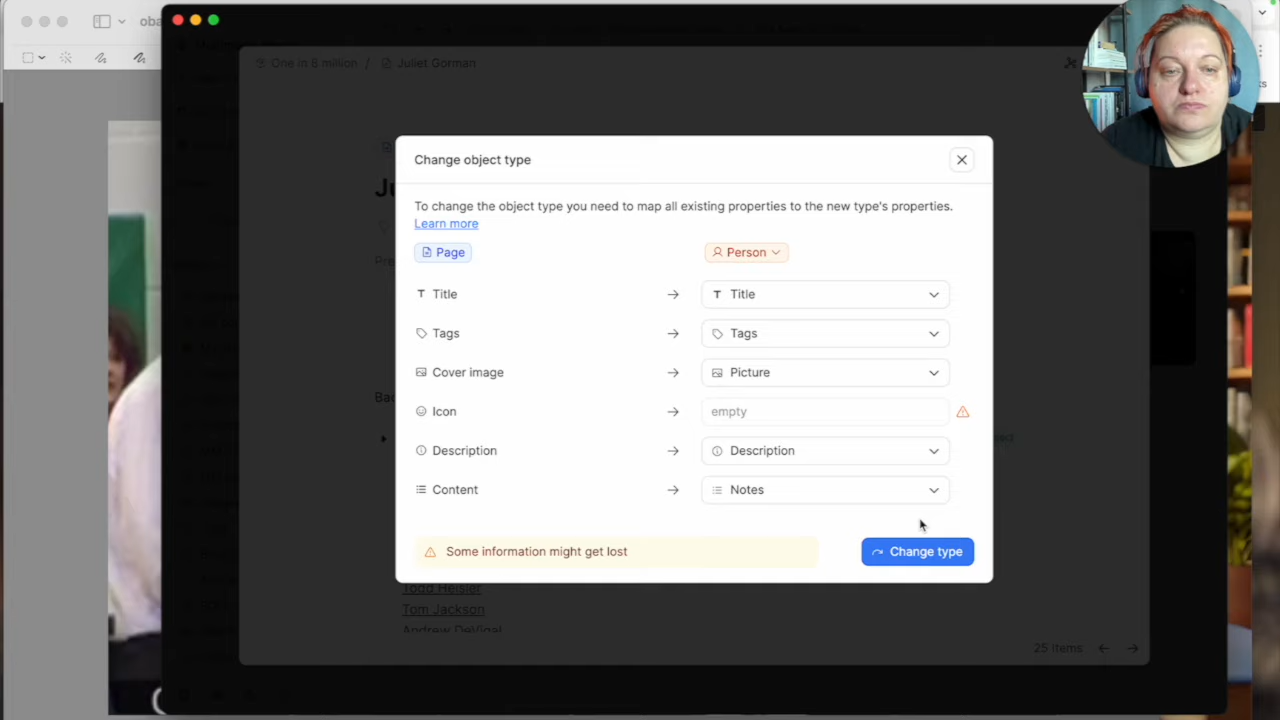 oba
One in 8 million / Juliet Gorman
Change object type
To change the object type you need to map all existing properties to the new type's properties.
Learn more
Page
Person
Title
Title
Tags
Tags
Cover image
Picture
Icon
empty
Description
Description
Content
Notes
Some information might get lost
Change type
Todd Heisler
Tom Jackson
25 items